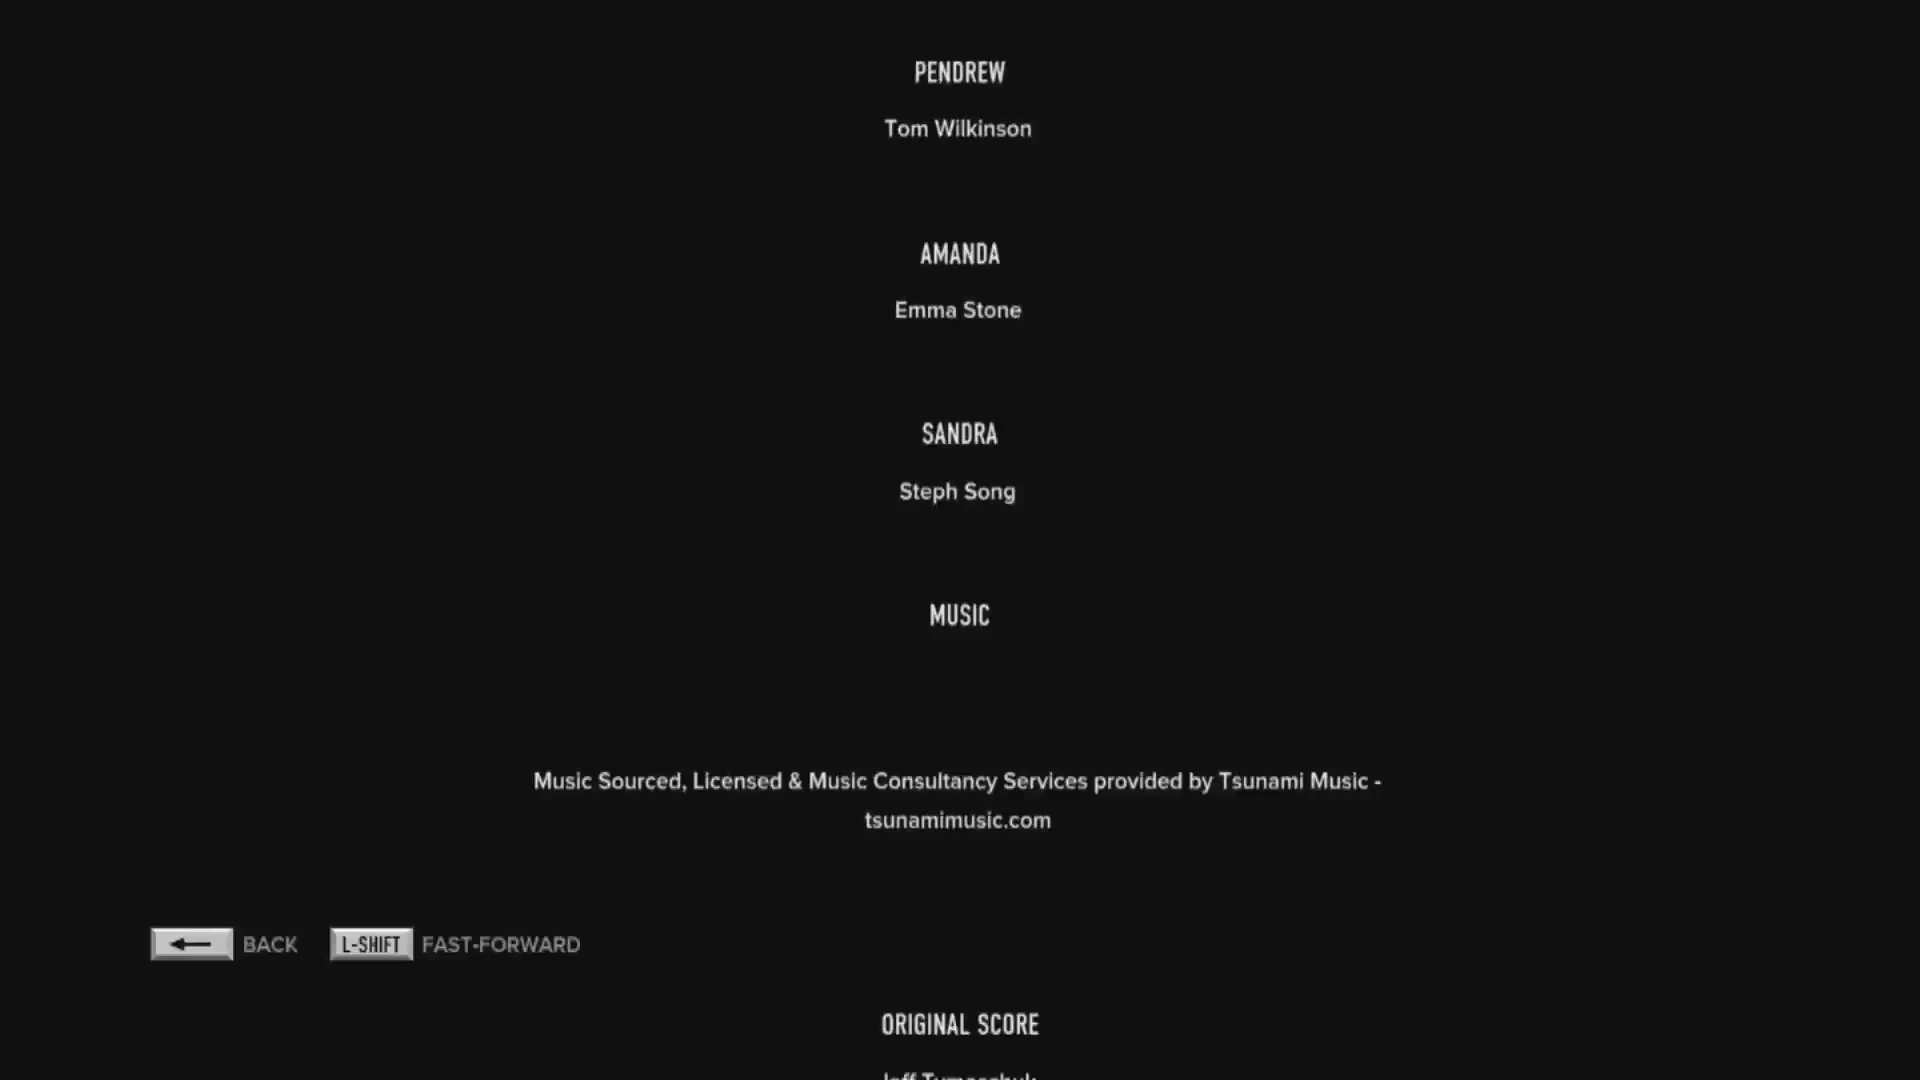 PENDREW
Tom Wilkinson
AMANDA
Emma Stone
SANDRA
Steph Song
MUSIC
Music Sourced, Licensed & Music Consultancy Services provided by Tsunami Music -
tsunamimusic.com
BACK L-SHIFT FAST-FORWARD
ORIGINAL SCORE
Jeff